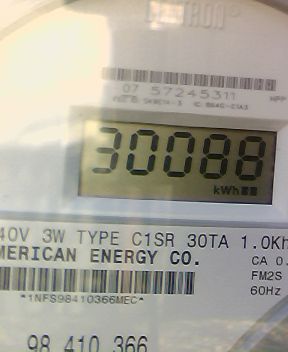 CENTRON®
07 57245311
30088
kWh
40V 3W TYPE C1SR 30TA 1.0Kh
MERICAN ENERGY CO.
CA 0.
FM2S
60Hz
*1NFS98410366MEC*
98 410 366